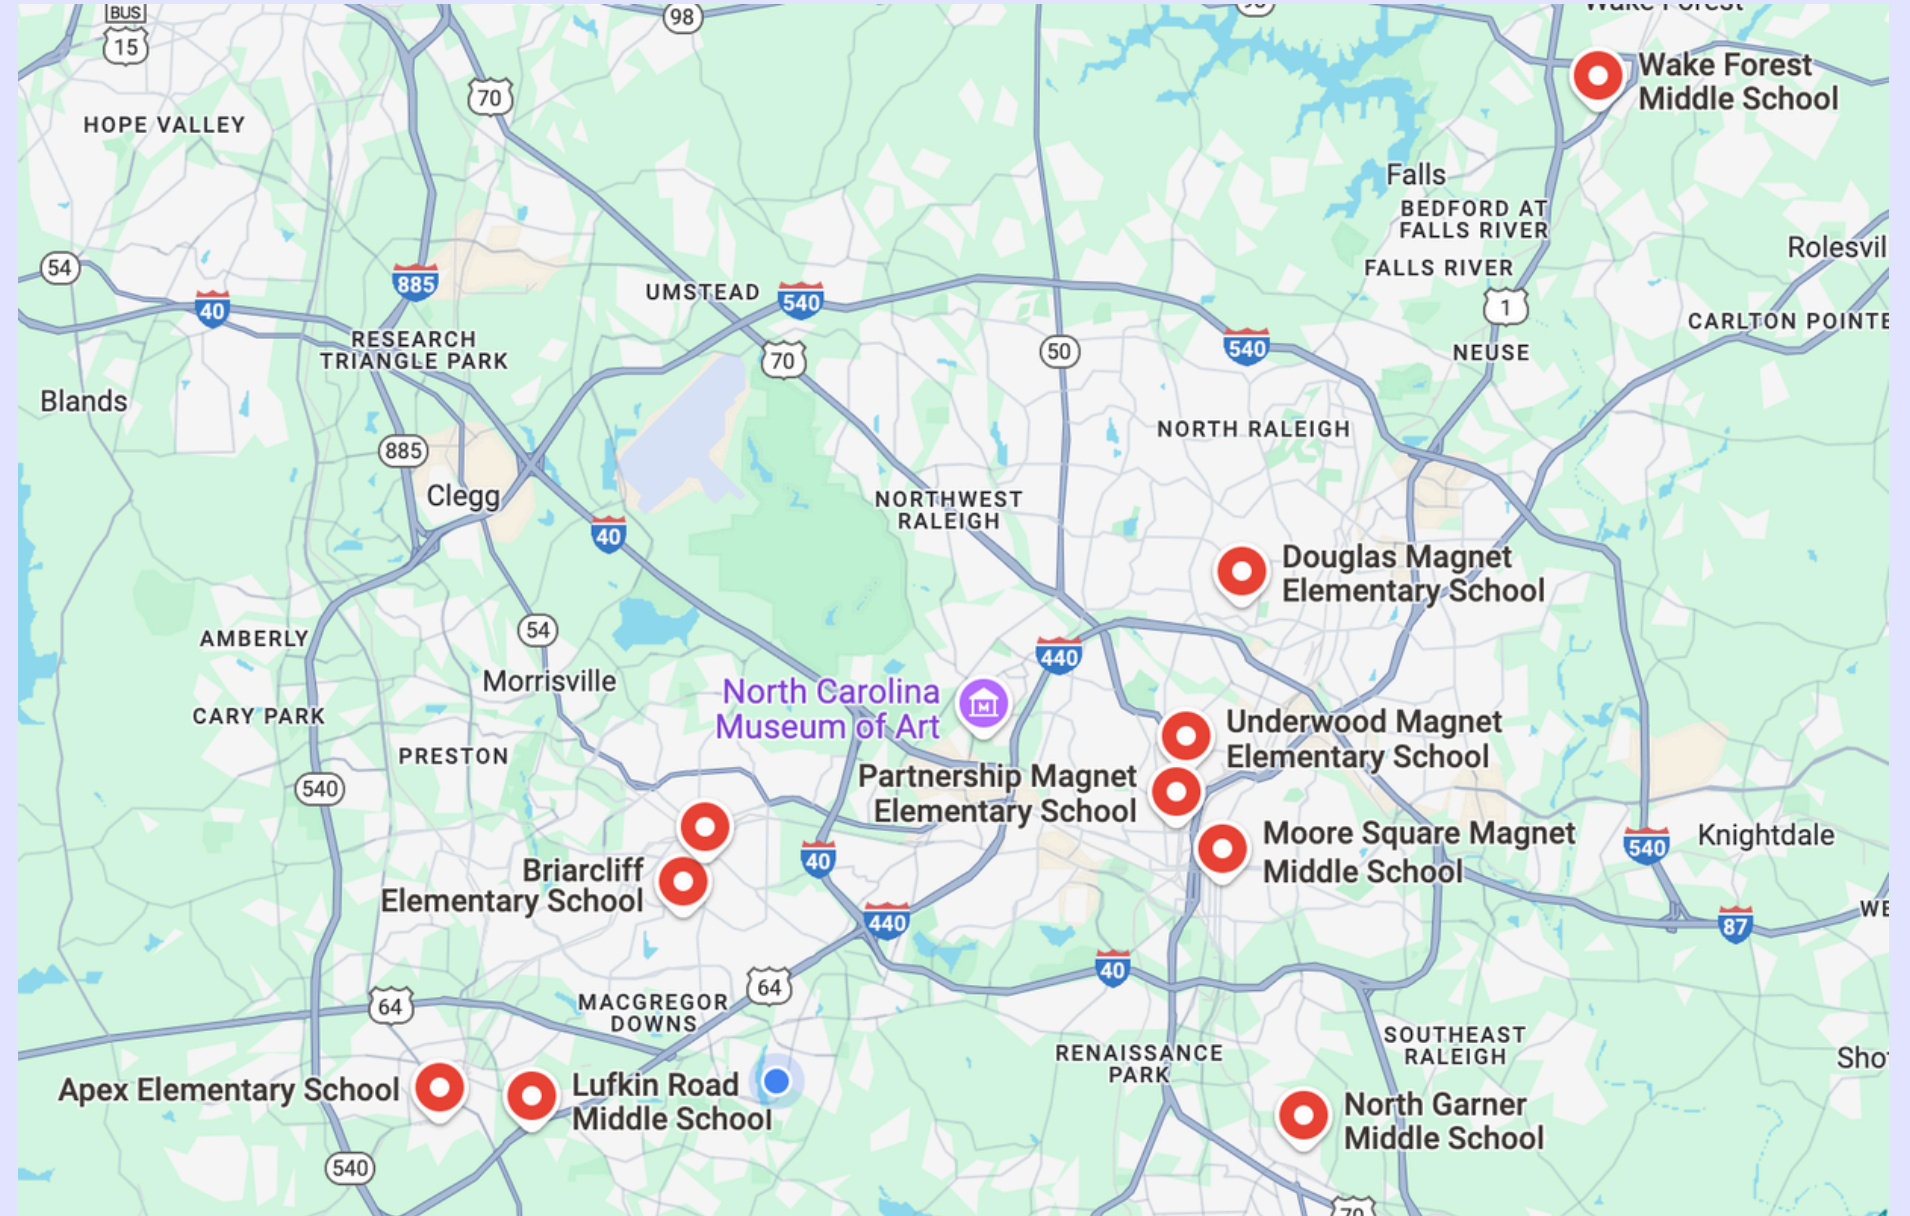 BUS
15
98
Wake Forest
70
Wake Forest
Middle School
HOPE VALLEY
Falls
BEDFORD AT
FALLS RIVER
Rolesvil
54
885
FALLS RIVER
40
UMSTEAD
540
1
CARLTON POINTE
RESEARCH
TRIANGLE PARK
70
50
540
NEUSE
Blands
NORTH RALEIGH
885
Clegg
NORTHWEST
RALEIGH
40
Douglas Magnet
Elementary School
AMBERLY
54
440
Morrisville
North Carolina
Museum of Art
CARY PARK
Underwood Magnet
Elementary School
PRESTON
Partnership Magnet
Elementary School
540
Moore Square Magnet
Middle School
540
Knightdale
40
Briarcliff
Elementary School
440
87
WE
40
64
64
MACGREGOR
DOWNS
SOUTHEAST
RALEIGH
RENAISSANCE
PARK
Sho
Apex Elementary School
Lufkin Road
Middle School
North Garner
Middle School
540
70